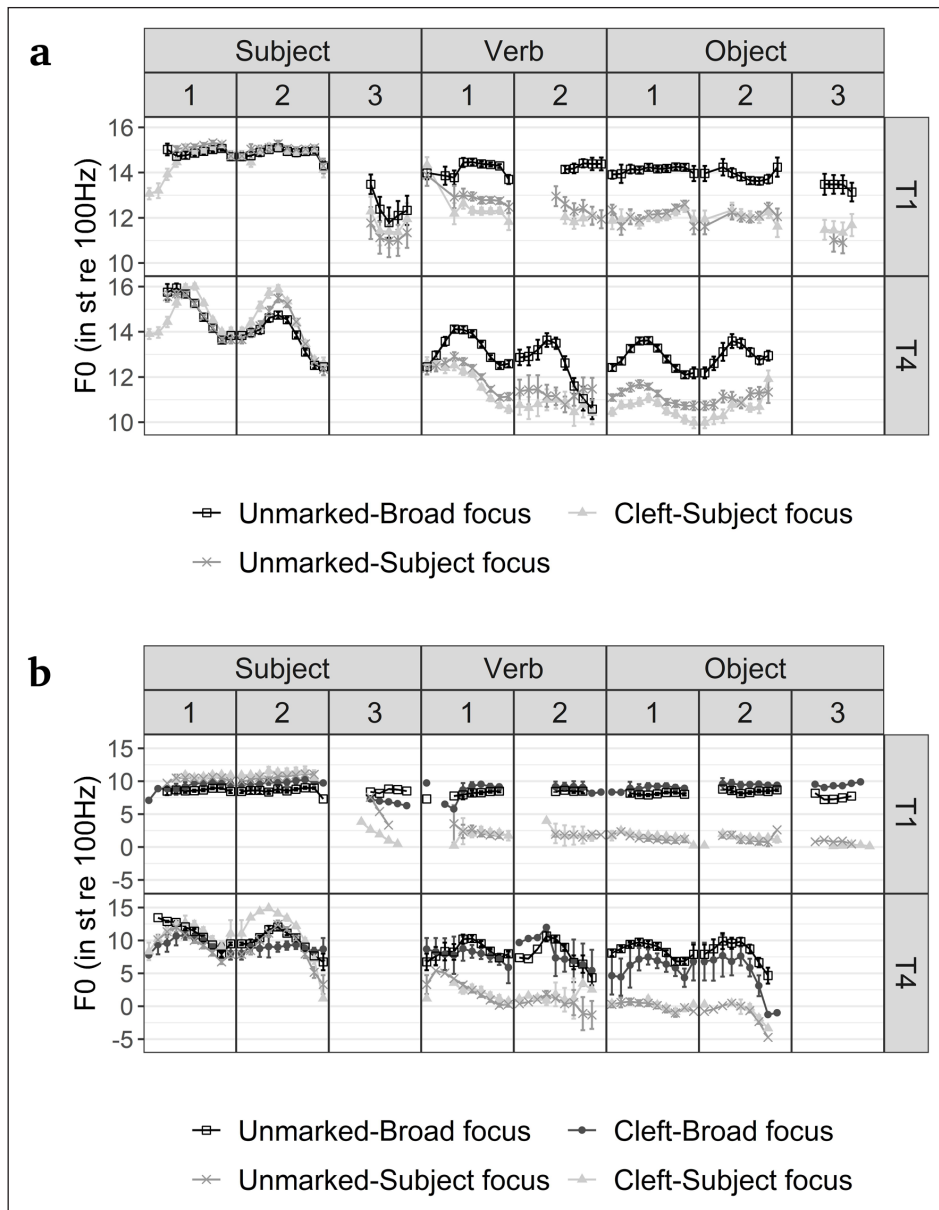 a
Subject Verb Object
1 2 3 1 2 1 2 3
16
14
12
10
T1
16
14
12
10
T4
F0 (in st re 100Hz)
Unmarked-Broad focus Cleft-Subject focus
Unmarked-Subject focus
b
Subject Verb Object
1 2 3 1 2 1 2 3
15
10
5
0
-5
T1
15
10
5
0
-5
T4
F0 (in st re 100Hz)
Unmarked-Broad focus Cleft-Broad focus
Unmarked-Subject focus Cleft-Subject focus